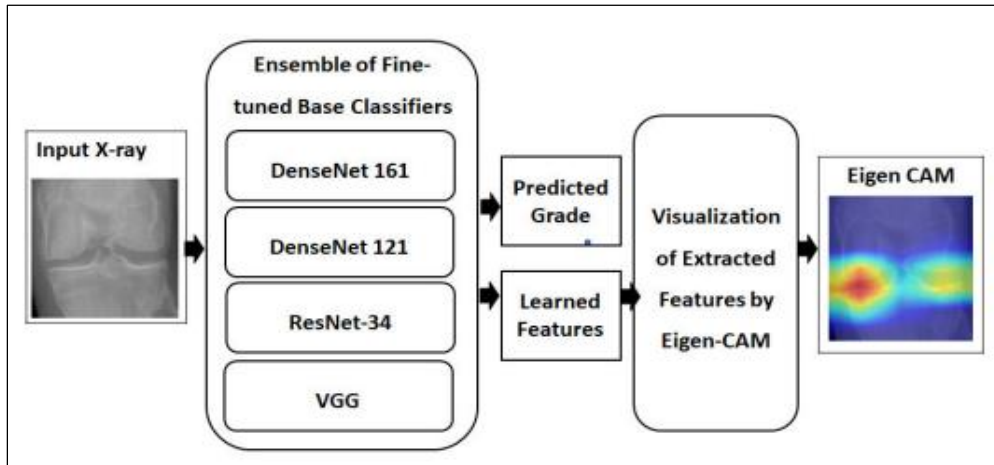 Input X-ray
Ensemble of Fine-
tuned Base Classifiers
DenseNet 161
DenseNet 121
ResNet-34
VGG
Predicted
Grade
Learned
Features
Visualization
of Extracted
Features by
Eigen-CAM
Eigen CAM